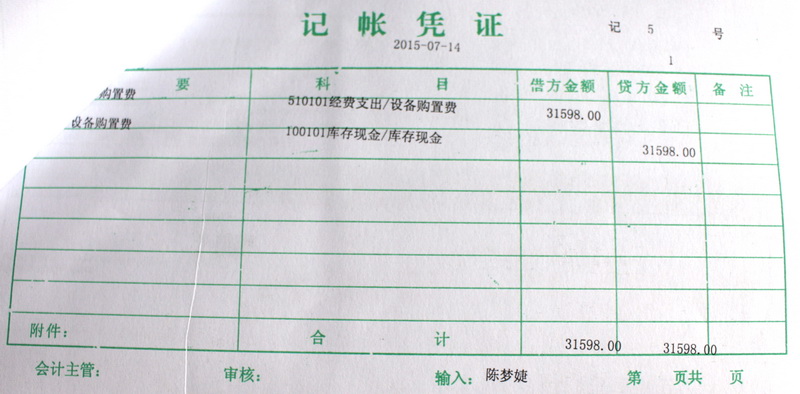 记帐凭证
记 5 号
2015-07-14
1
要 科目 借方金额 贷方金额 备注
购置费 510101经费支出/设备购置费 31598.00
设备购置费 100101库存现金/库存现金 31598.00
附件： 合计 31598.00 31598.00
会计主管： 审核： 输入： 陈梦婕 第 页共 页